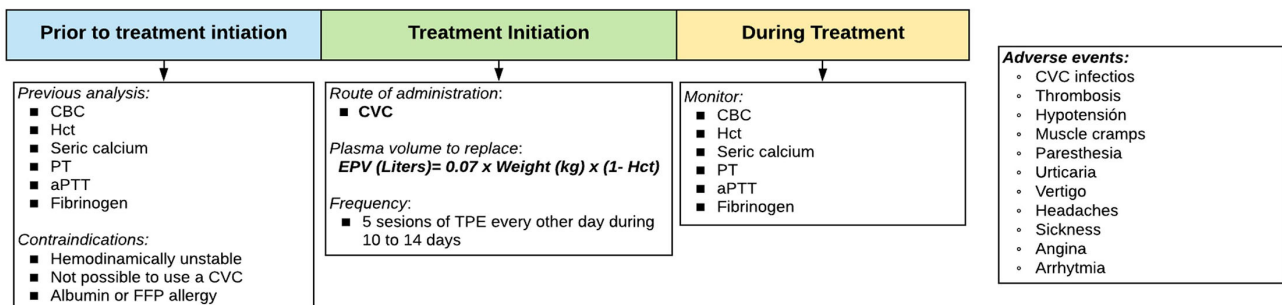 Prior to treatment intiation
Treatment Initiation
During Treatment
Previous analysis:
■ CBC
■ Hct
■ Seric calcium
■ PT
■ aPTT
■ Fibrinogen
Contraindications:
■ Hemodinamically unstable
■ Not possible to use a CVC
■ Albumin or FFP allergy
Route of administration:
■ CVC
Plasma volume to replace:
EPV (Liters)= 0.07 x Weight (kg) x (1- Hct)
Frequency:
■ 5 sesions of TPE every other day during
10 to 14 days
Monitor:
■ CBC
■ Hct
■ Seric calcium
■ PT
■ aPTT
■ Fibrinogen
Adverse events:
◦ CVC infectios
◦ Thrombosis
◦ Hypotensión
◦ Muscle cramps
◦ Paresthesia
◦ Urticaria
◦ Vertigo
◦ Headaches
◦ Sickness
◦ Angina
◦ Arrhytmia